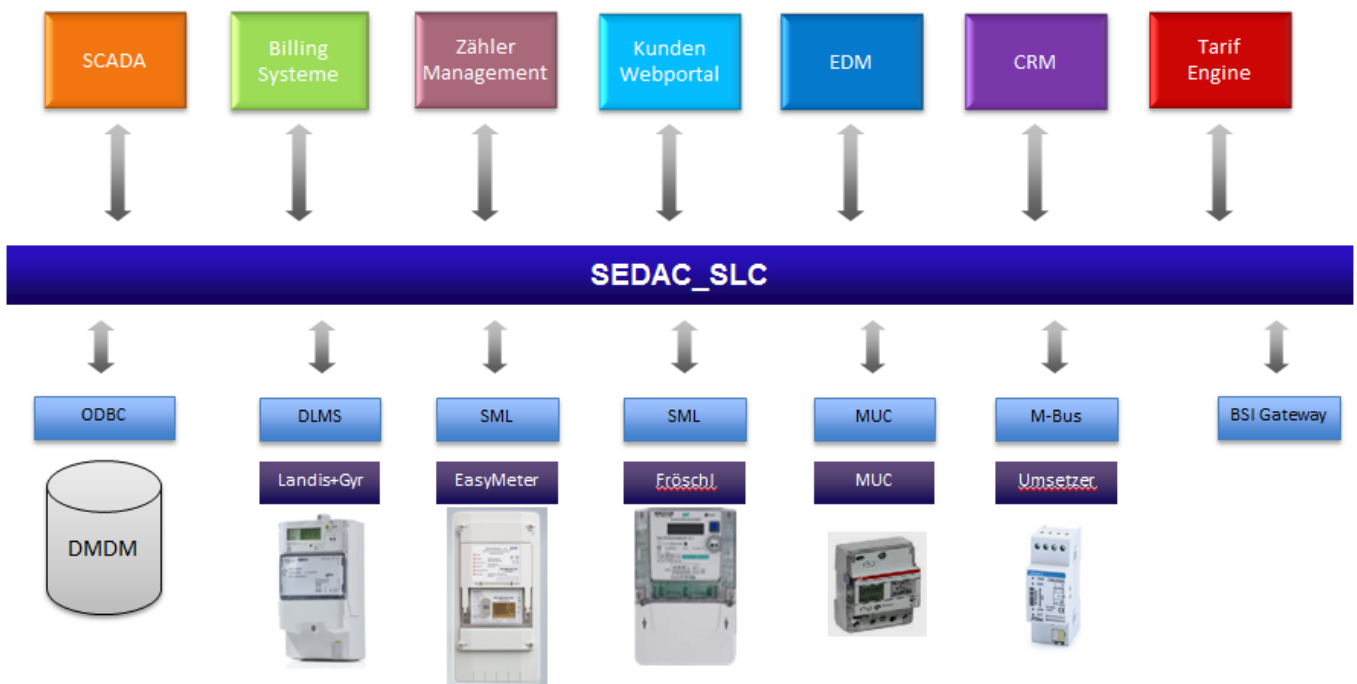 SCADA
Billing
Systeme
Zähler
Management
Kunden
Webportal
EDM
CRM
Tarif
Engine
SEDAC_SLC
ODBC
DLMS
SML
SML
MUC
M-Bus
BSI Gateway
Landis+Gyr
EasyMeter
Fröschl
MUC
Umsetzer
DMDM